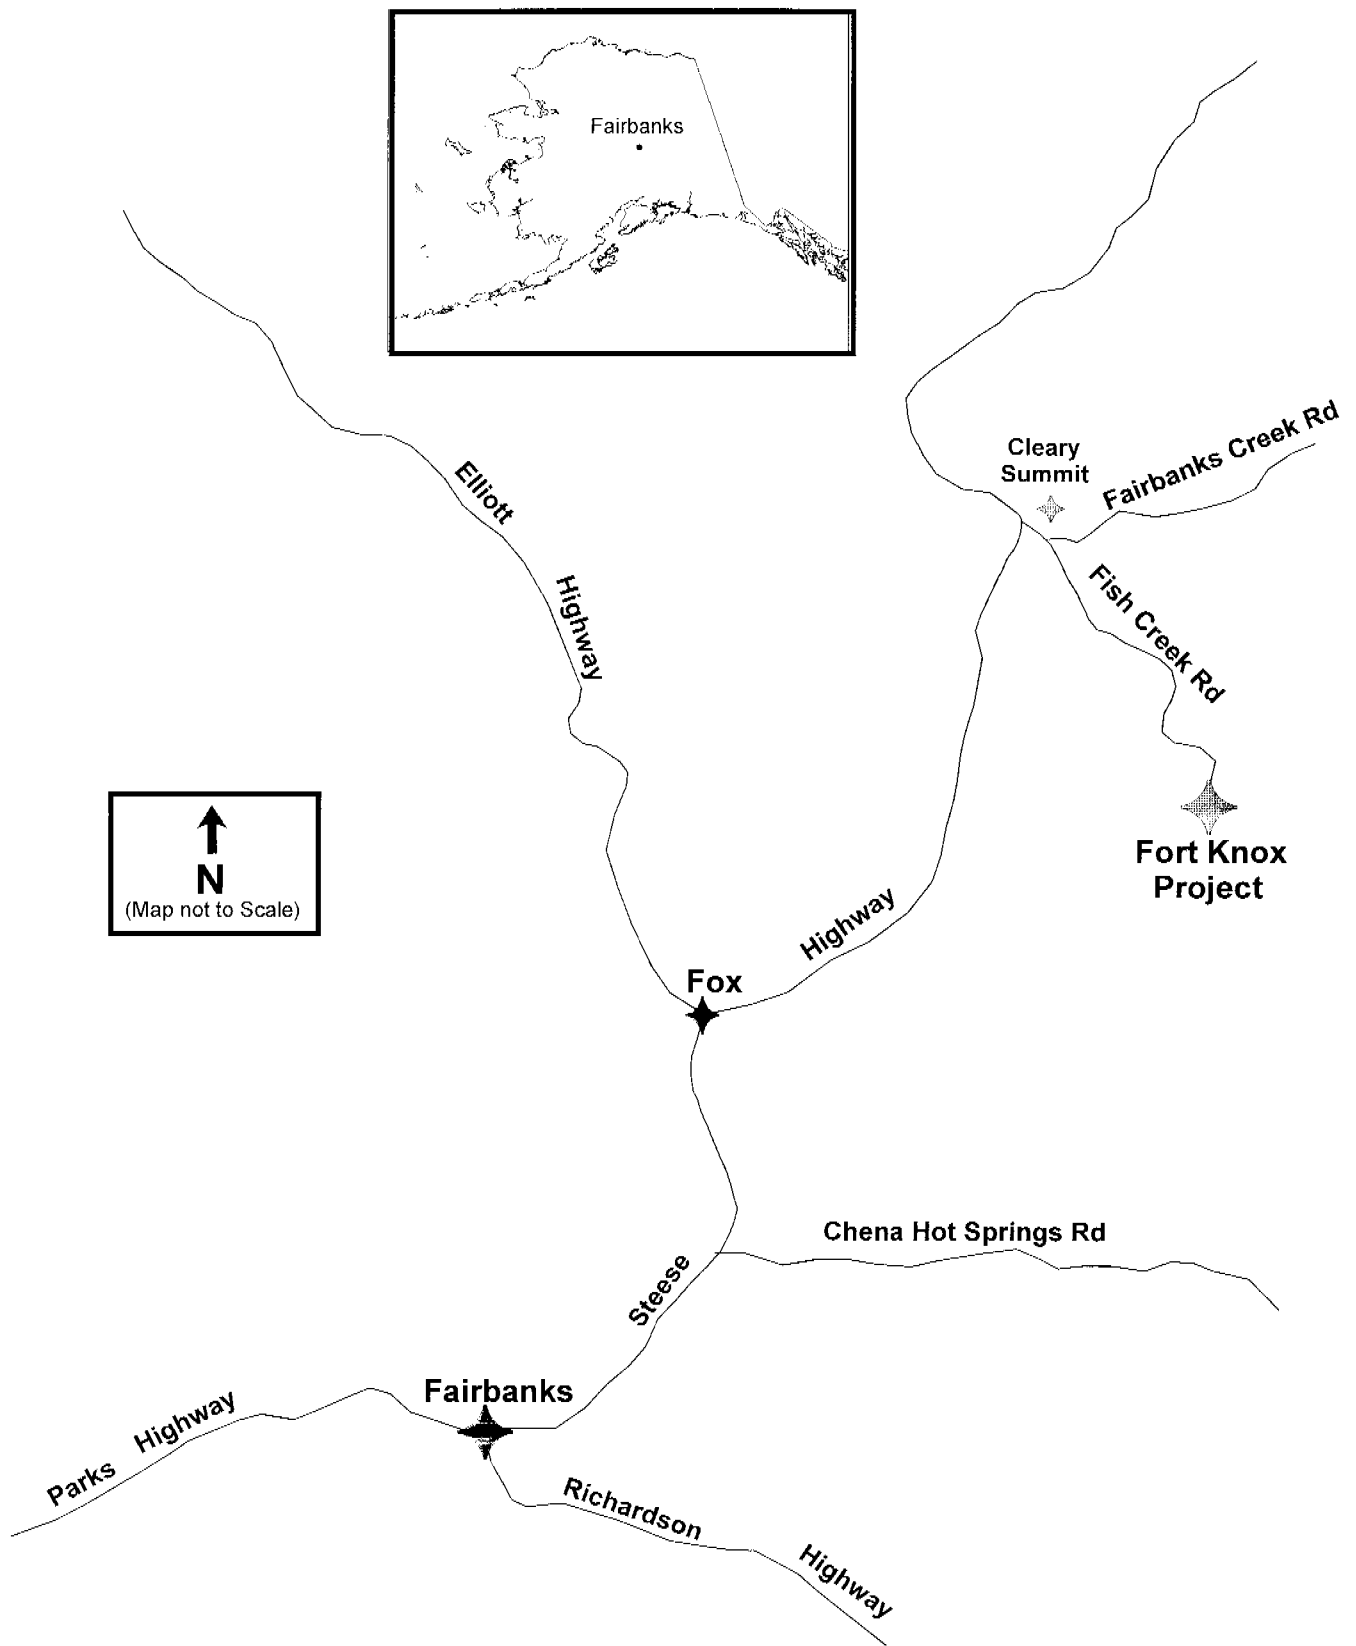 Fairbanks
Cleary
Summit
Fairbanks Creek Rd
Elliott
Highway
Fish Creek Rd
N
(Map not to Scale)
Fort Knox
Project
Highway
Fox
Chena Hot Springs Rd
Steese
Fairbanks
Parks Highway
Richardson
Highway